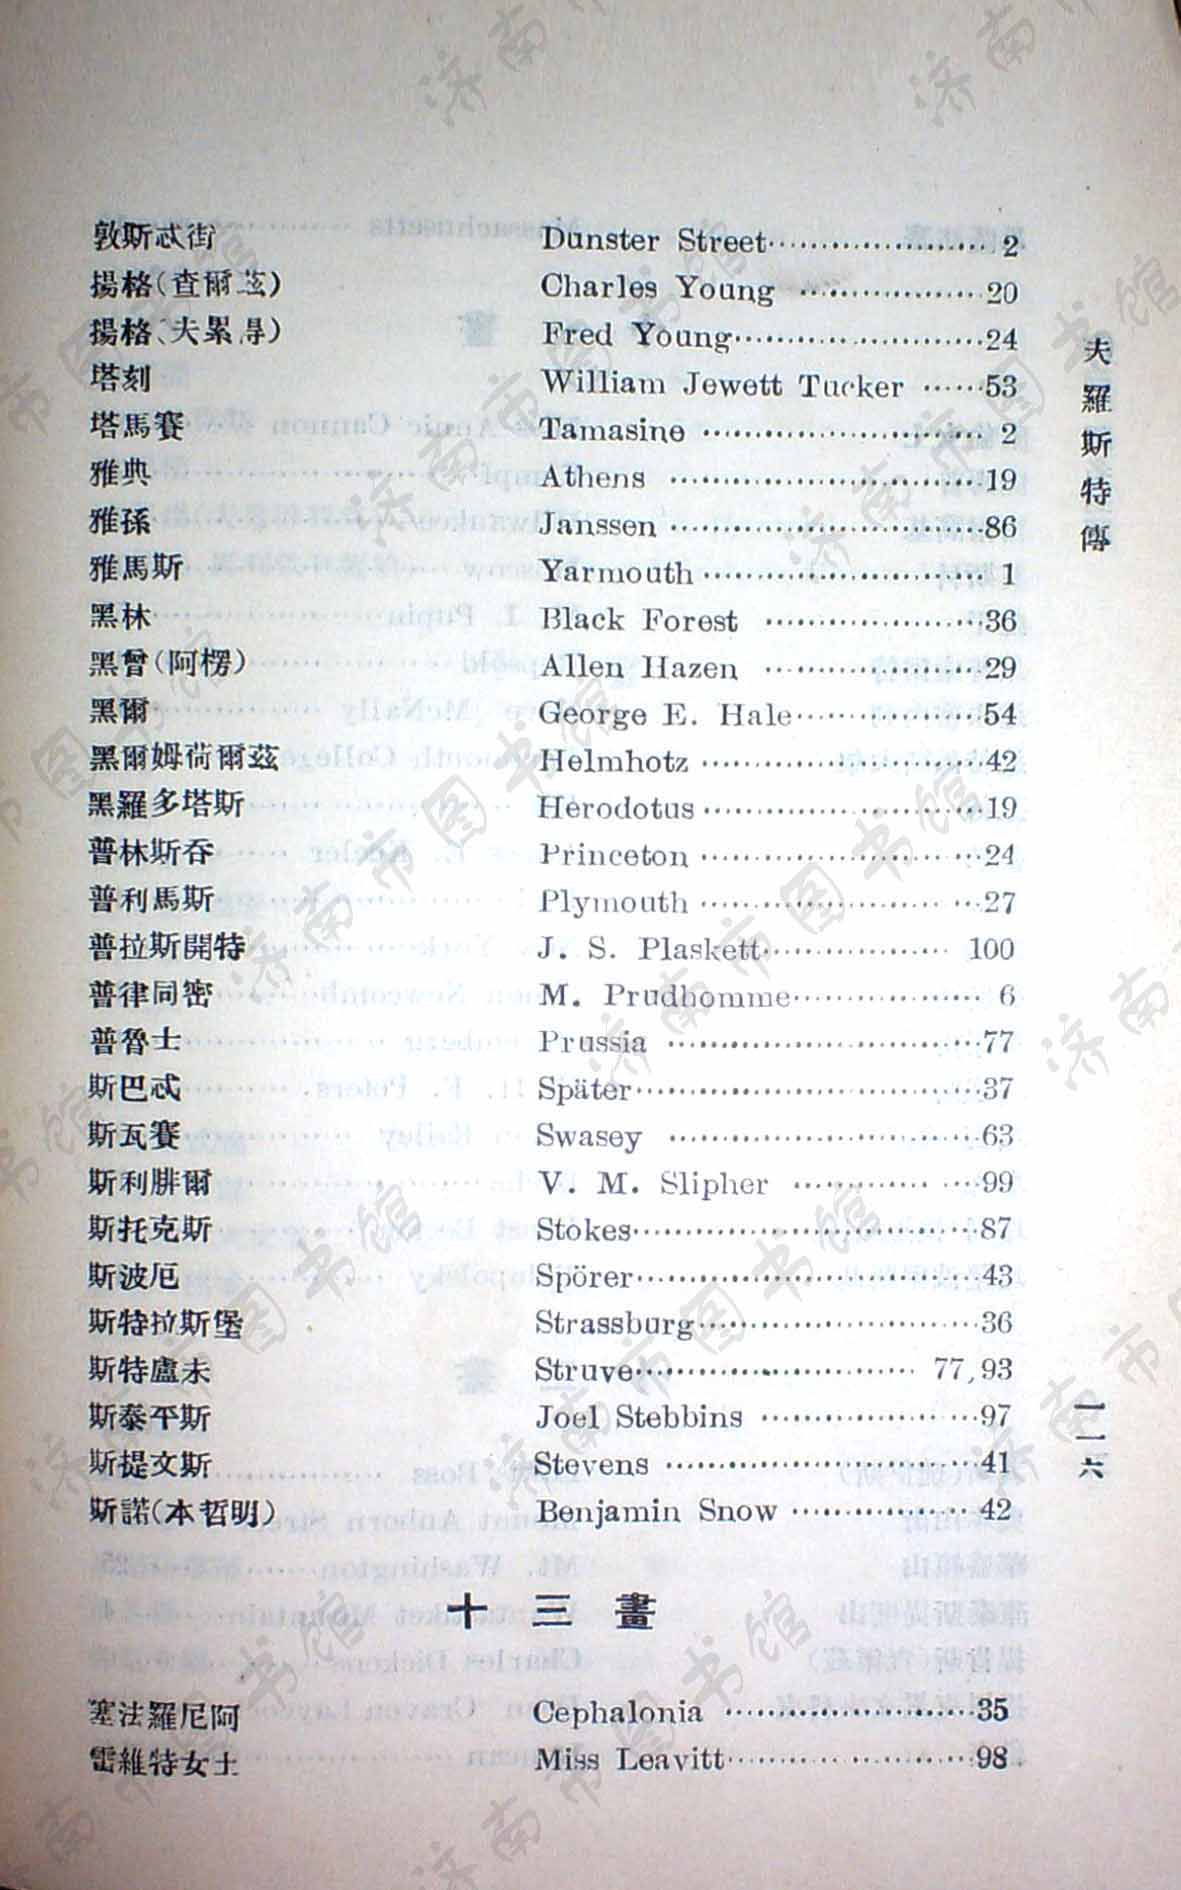 敦斯忒街 Dunster Street 2
揚格(查爾茲) Charles Young 20
揚格(夫累得) Fred Young 24
塔刻 William Jewett Tucker 53
塔馬賽 Tamasine 2
雅典 Athens 19
雅孫 Janssen 86
雅馬斯 Yarmouth 1
黑林 Black Forest 36
黑曾(阿楞) Allen Hazen 29
黑爾 George E. Hale 54
黑爾姆荷爾茲 Helmhotz 42
黑羅多塔斯 Herodotus 19
普林斯吞 Princeton 24
普利馬斯 Plymouth 27
普拉斯開特 J. S. Plaskett 100
普律同密 M. Prudhomme 6
普魯士 Prussia 77
斯巴忒 Später 37
斯瓦賽 Swasey 63
斯利腓爾 V. M. Slipher 99
斯托克斯 Stokes 87
斯波厄 Spörer 43
斯特拉斯堡 Strassburg 36
斯特盧未 Struve 77,93
斯泰平斯 Joel Stebbins 97
斯提文斯 Stevens 41
斯諾(本哲明) Benjamin Snow 42
十三畫
塞法羅尼阿 Cephalonia 35
雷維特女士 Miss Leavitt 98
夫羅斯特傳
一一六
济南市图书馆